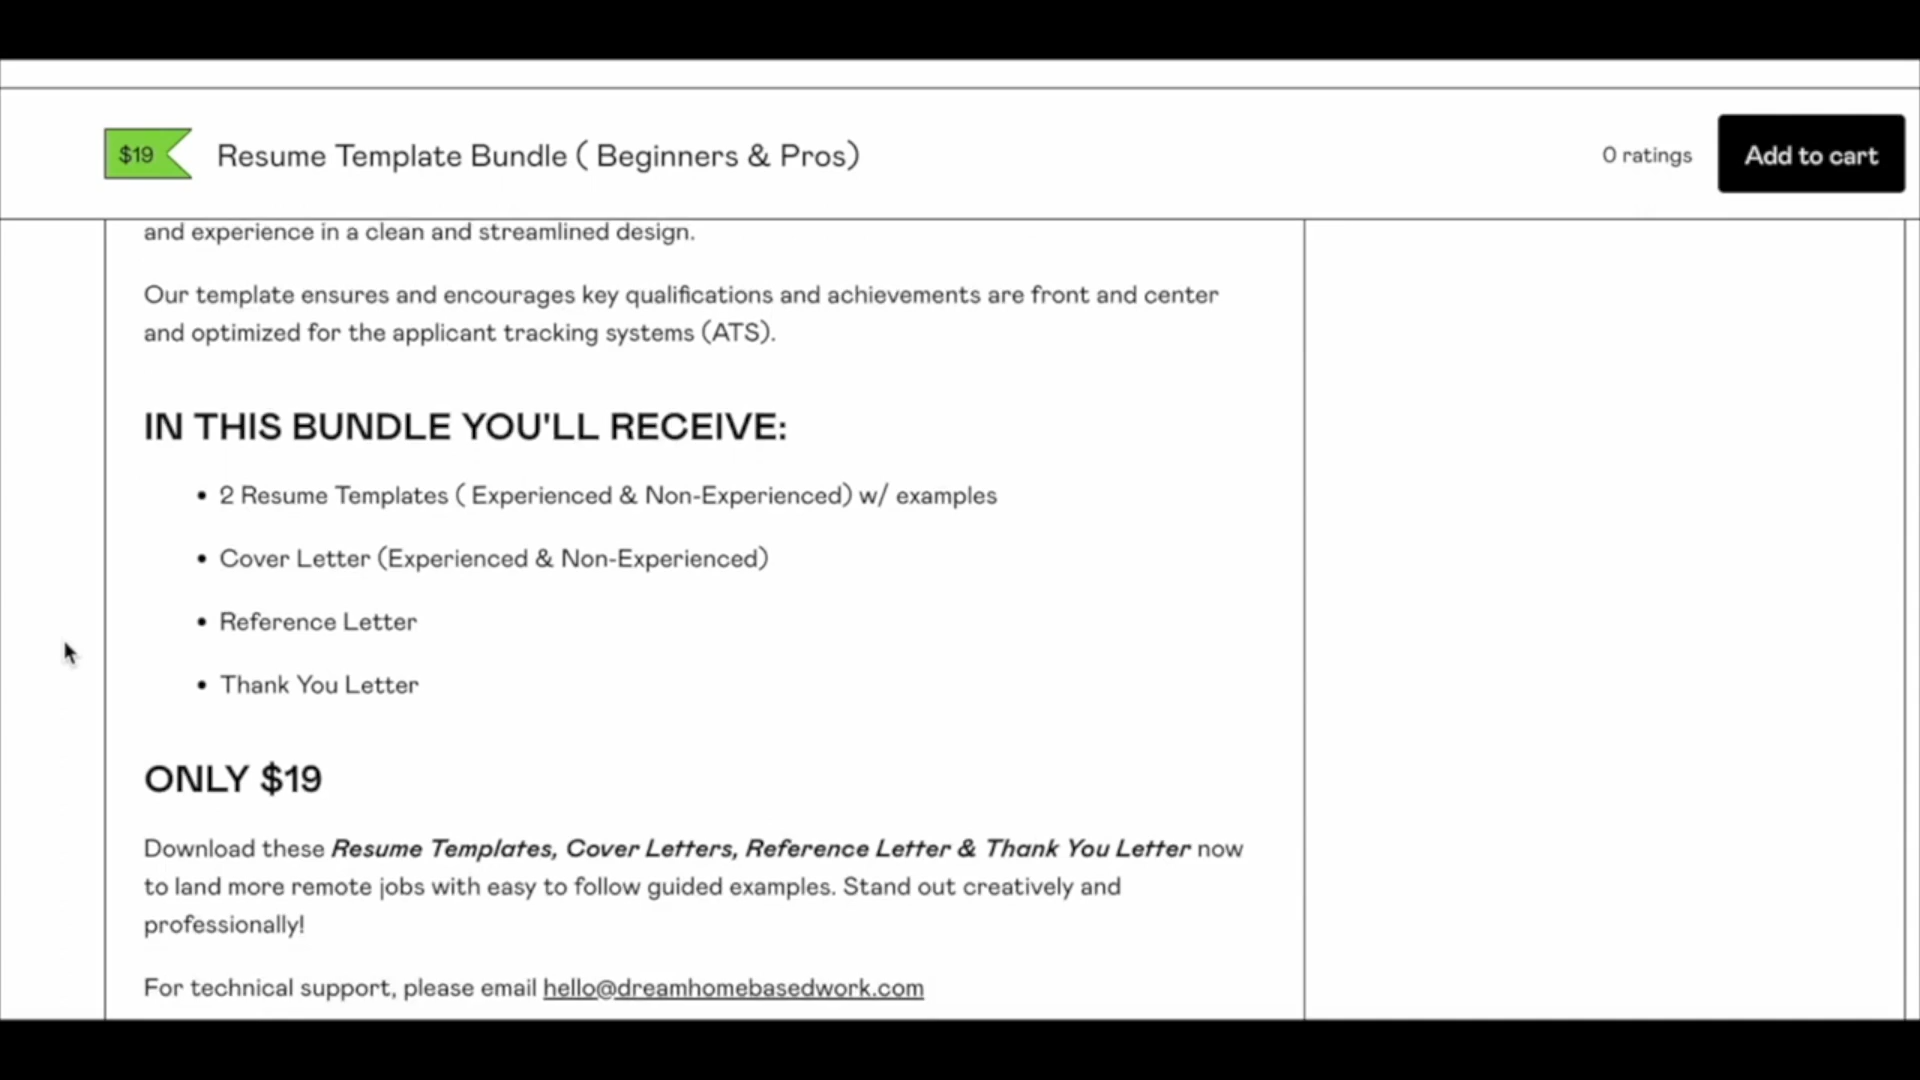 $19
Resume Template Bundle ( Beginners & Pros)
0 ratings
Add to cart
and experience in a clean and streamlined design.
Our template ensures and encourages key qualifications and achievements are front and center
and optimized for the applicant tracking systems (ATS).
IN THIS BUNDLE YOU'LL RECEIVE:
• 2 Resume Templates ( Experienced & Non-Experienced) w/ examples
• Cover Letter (Experienced & Non-Experienced)
• Reference Letter
• Thank You Letter
ONLY $19
Download these Resume Templates, Cover Letters, Reference Letter & Thank You Letter now
to land more remote jobs with easy to follow guided examples. Stand out creatively and
professionally!
For technical support, please email hello@dreamhomebasedwork.com